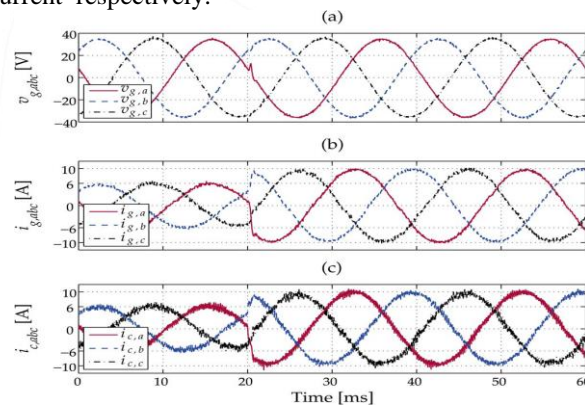 urrent respectively.
(a)
v_{g,abc} [V]
40
20
0
−20
−40
v_{g,a}
v_{g,b}
v_{g,c}
(b)
i_{g,abc} [A]
10
6
0
−6
−10
i_{g,a}
i_{g,b}
i_{g,c}
(c)
i_{c,abc} [A]
10
6
0
−6
−10
i_{c,a}
i_{c,b}
i_{c,c}
0 10 20 30 40 50 60
Time [ms]